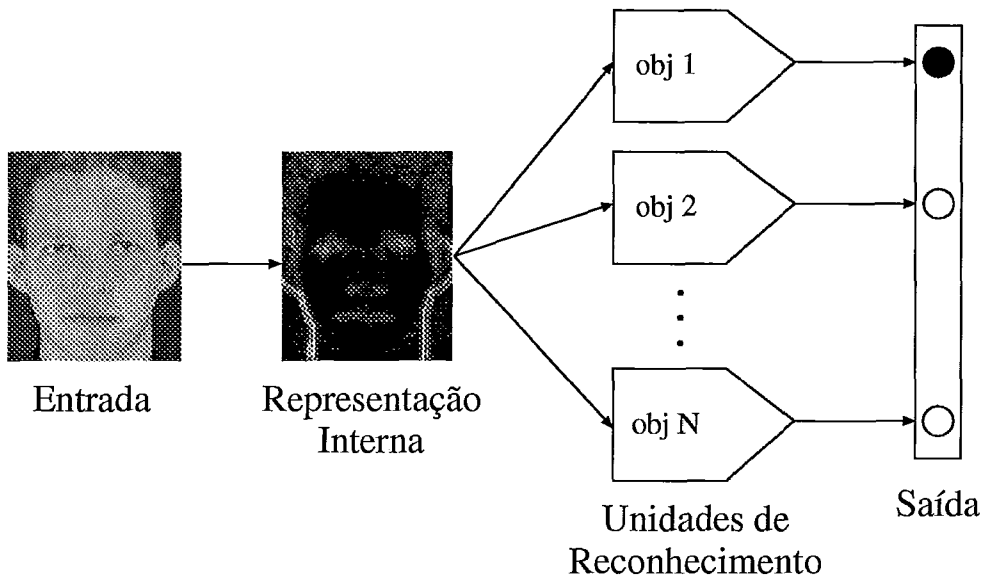 obj 1
obj 2
obj N
Entrada
Representação
Interna
Unidades de
Reconhecimento
Saída